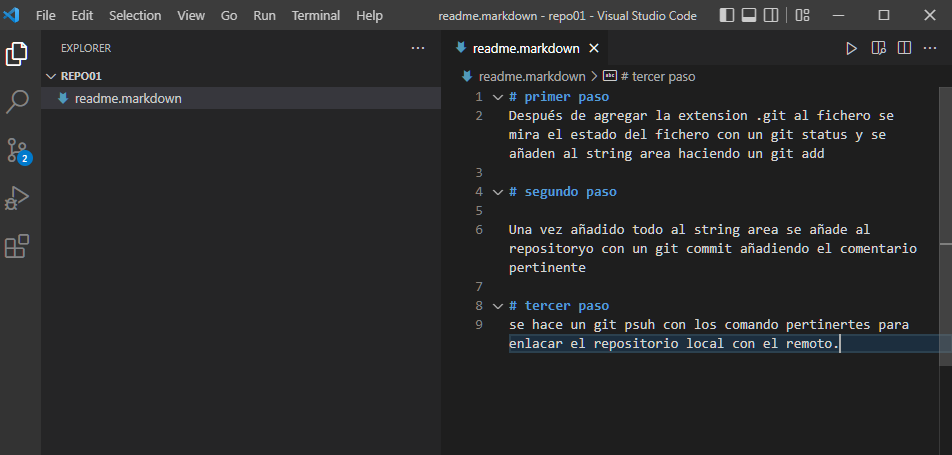 File Edit Selection View Go Run Terminal Help readme.markdown - repo01 - Visual Studio Code
EXPLORER
REPO01
readme.markdown
2
readme.markdown
readme.markdown > abc # tercer paso
1 # primer paso
2 Después de agregar la extension .git al fichero se
mira el estado del fichero con un git status y se
añaden al string area haciendo un git add
3
4 # segundo paso
5
6 Una vez añadido todo al string area se añade al
repositoryo con un git commit añadiendo el comentario
pertinente
7
8 # tercer paso
9 se hace un git psuh con los comando pertinertes para
enlacar el repositorio local con el remoto.